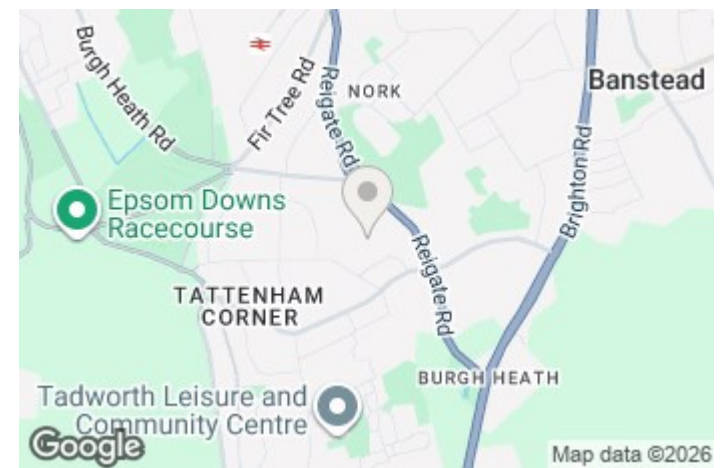 Burgh Heath Rd
Fir Tree Rd
Reigate Rd
NORK
Banstead
Brighton Rd
Epsom Downs
Racecourse
Reigate Rd
TATTENHAM
CORNER
BURGH HEATH
Tadworth Leisure and
Community Centre
Google
Map data ©2026